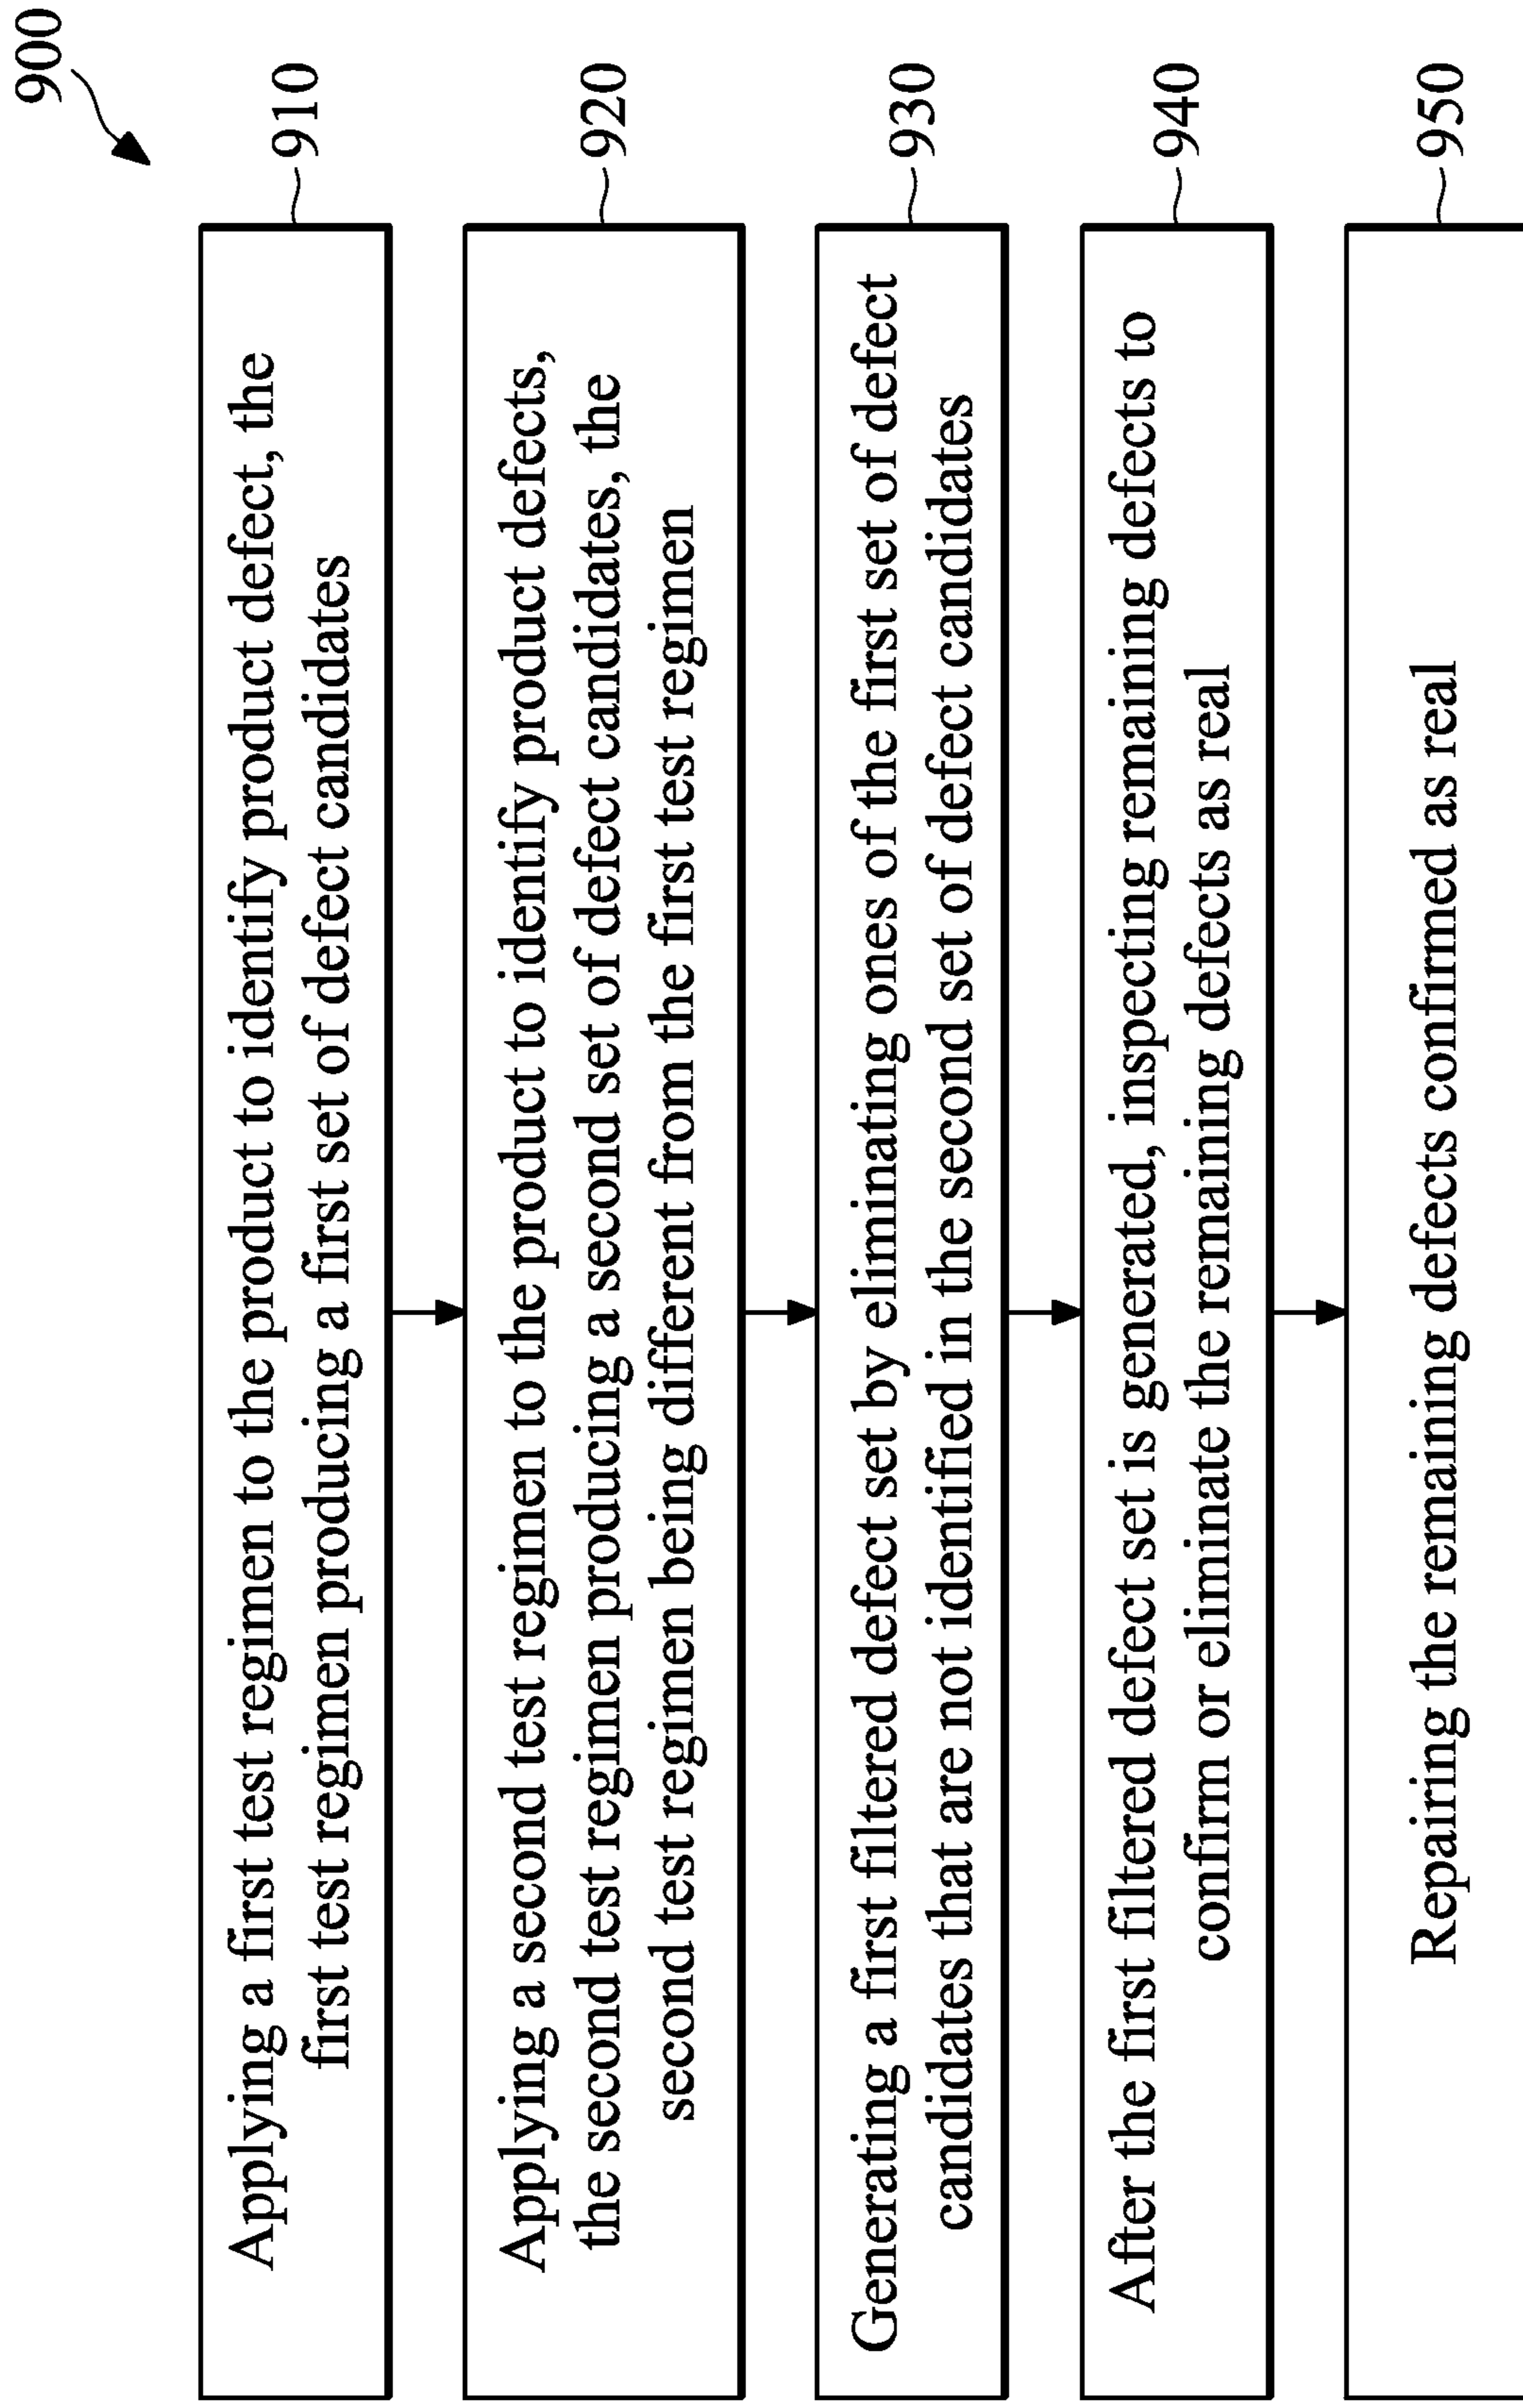 900
Applying a first test regimen to the product to identify product defect, the
first test regimen producing a first set of defect candidates
910
Applying a second test regimen to the product to identify product defects,
the second test regimen producing a second set of defect candidates, the
second test regimen being different from the first test regimen
920
Generating a first filtered defect set by eliminating ones of the first set of defect
candidates that are not identified in the second set of defect candidates
930
After the first filtered defect set is generated, inspecting remaining defects to
confirm or eliminate the remaining defects as real
940
Repairing the remaining defects confirmed as real
950